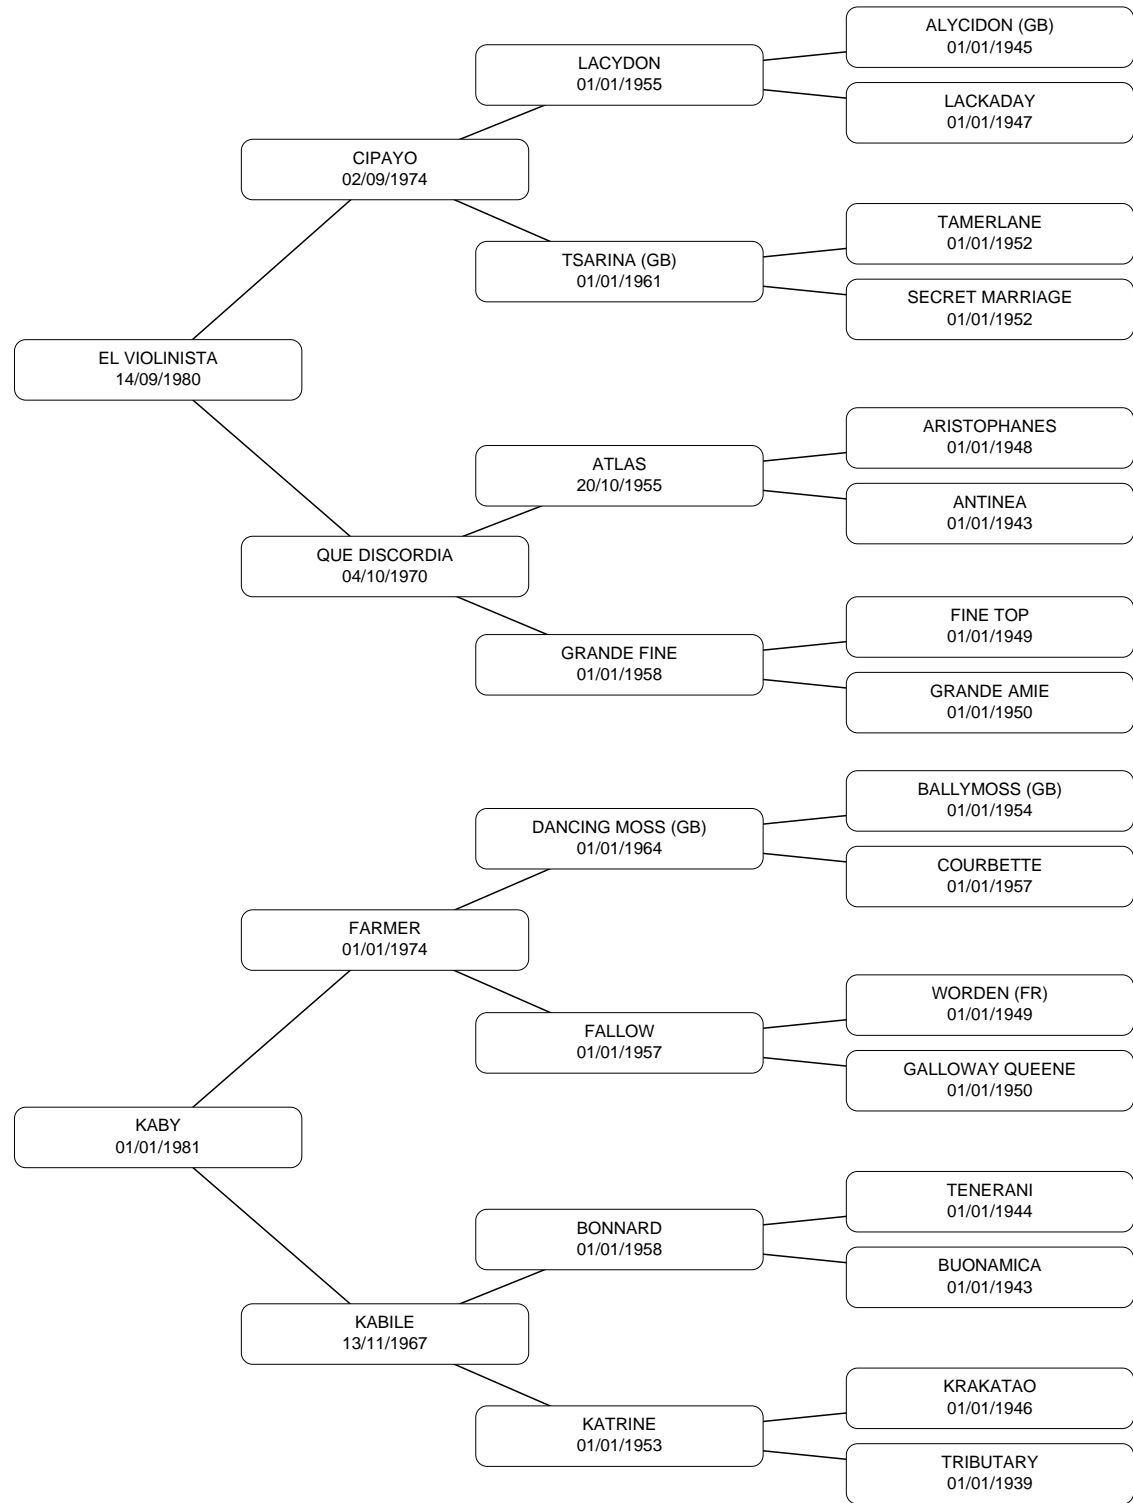 ALYCIDON (GB)
01/01/1945
LACYDON
01/01/1955
LACKADAY
01/01/1947
CIPAYO
02/09/1974
TAMERLANE
01/01/1952
TSARINA (GB)
01/01/1961
SECRET MARRIAGE
01/01/1952
EL VIOLINISTA
14/09/1980
ARISTOPHANES
01/01/1948
ATLAS
20/10/1955
ANTINEA
01/01/1943
QUE DISCORDIA
04/10/1970
FINE TOP
01/01/1949
GRANDE FINE
01/01/1958
GRANDE AMIE
01/01/1950
BALLYMOSS (GB)
01/01/1954
DANCING MOSS (GB)
01/01/1964
COURBETTE
01/01/1957
FARMER
01/01/1974
WORDEN (FR)
01/01/1949
FALLOW
01/01/1957
GALLOWAY QUEENE
01/01/1950
KABY
01/01/1981
TENERANI
01/01/1944
BONNARD
01/01/1958
BUONAMICA
01/01/1943
KABILE
13/11/1967
KRAKATAO
01/01/1946
KATRINE
01/01/1953
TRIBUTARY
01/01/1939